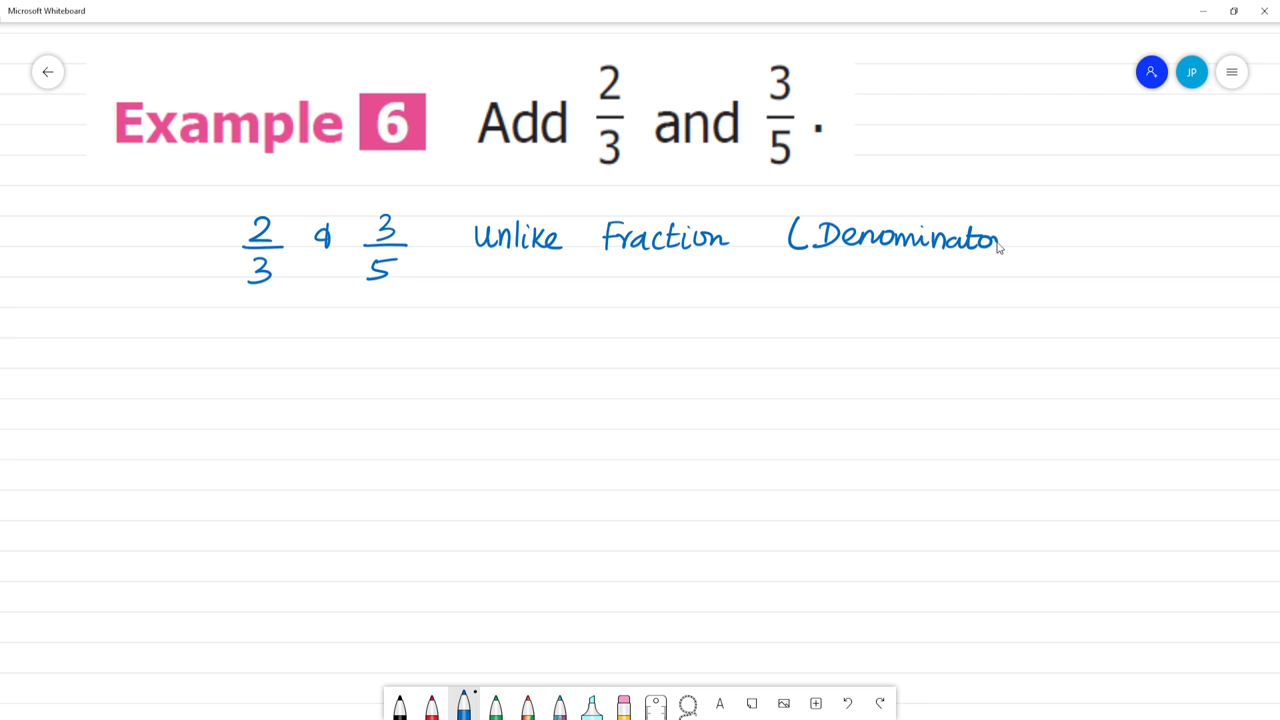 Microsoft Whiteboard
JP
Example 6 Add 2/3 and 3/5.
2/3 & 3/5 Unlike Fraction (Denominator
A